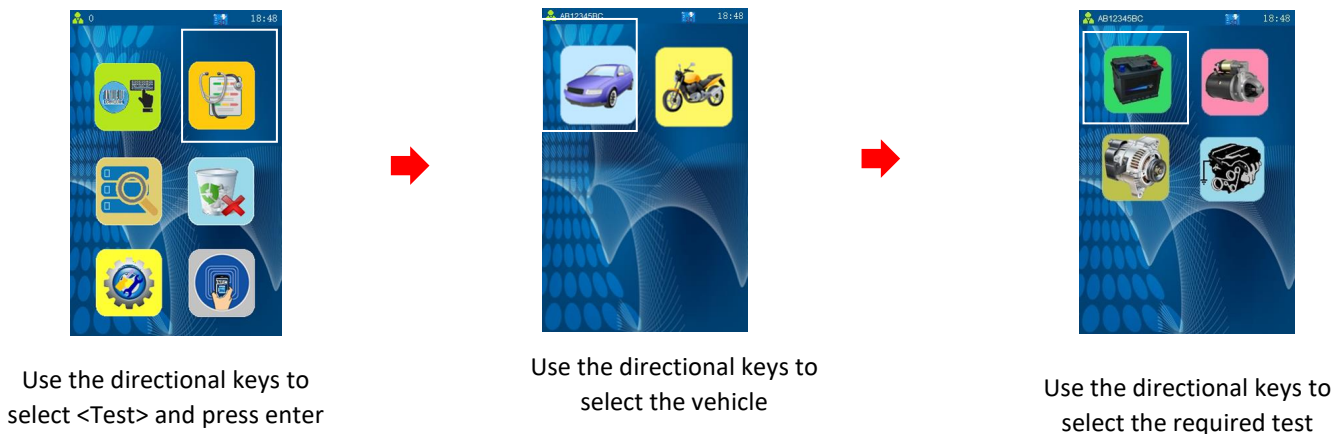 0 18:48
AB12345BC 18:48
AB12345BC 18:48
Use the directional keys to
select <Test> and press enter
Use the directional keys to
select the vehicle
Use the directional keys to
select the required test